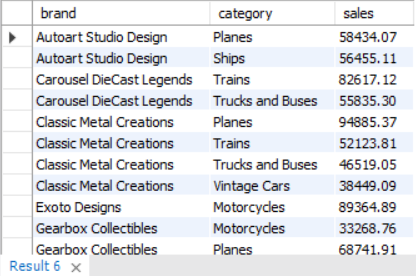 brand category sales
Autoart Studio Design Planes 58434.07
Autoart Studio Design Ships 56455.11
Carousel DieCast Legends Trains 82617.12
Carousel DieCast Legends Trucks and Buses 55835.30
Classic Metal Creations Planes 94885.37
Classic Metal Creations Trains 52123.81
Classic Metal Creations Trucks and Buses 46519.05
Classic Metal Creations Vintage Cars 38449.09
Exoto Designs Motorcycles 89364.89
Gearbox Collectibles Motorcycles 33268.76
Gearbox Collectibles Planes 68741.91
Result 6